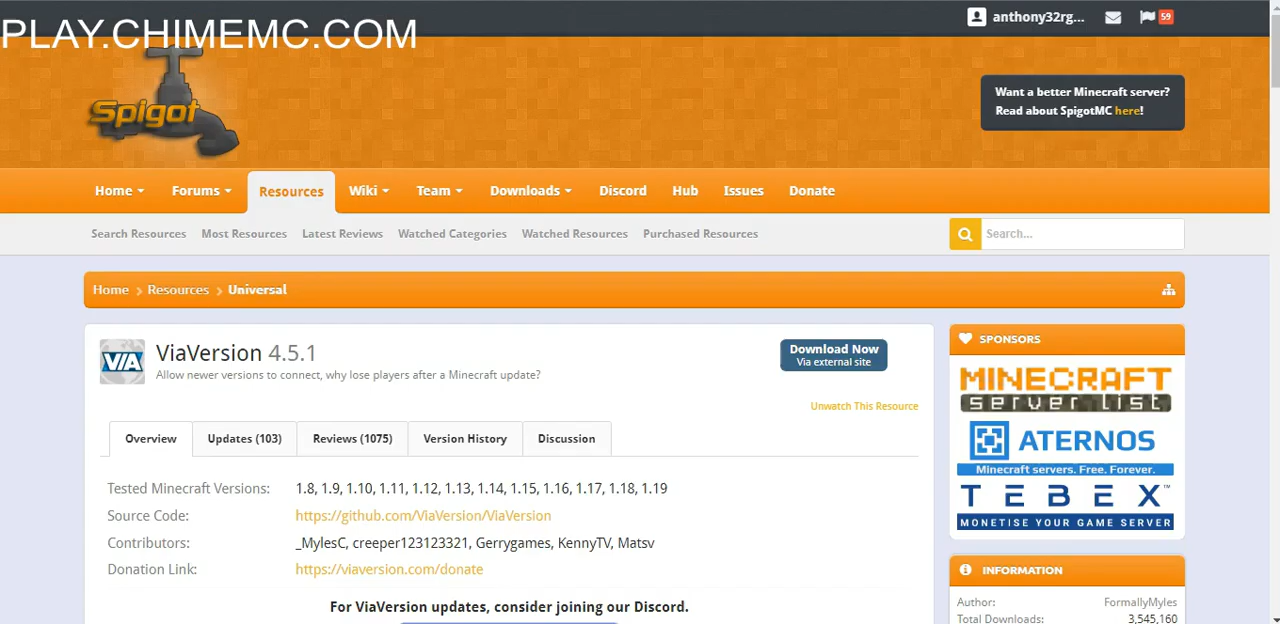 PLAY.CHIMEMC.COM
anthony32rg...
59
Spigot
Want a better Minecraft server?
Read about SpigotMC here!
Home Forums Resources Wiki Team Downloads Discord Hub Issues Donate
Search Resources Most Resources Latest Reviews Watched Categories Watched Resources Purchased Resources
Search...
Home Resources Universal
VIA
ViaVersion 4.5.1
Allow newer versions to connect, why lose players after a Minecraft update?
Download Now
Via external site
Unwatch This Resource
Overview Updates (103) Reviews (1075) Version History Discussion
Tested Minecraft Versions: 1.8, 1.9, 1.10, 1.11, 1.12, 1.13, 1.14, 1.15, 1.16, 1.17, 1.18, 1.19
Source Code: https://github.com/ViaVersion/ViaVersion
Contributors: _MylesC, creeper123123321, Gerrygames, KennyTV, Matsv
Donation Link: https://viaversion.com/donate
For ViaVersion updates, consider joining our Discord.
SPONSORS
MINECRAFT
server list
ATERNOS
Minecraft servers. Free. Forever.
TEBEX™
MONETISE YOUR GAME SERVER
INFORMATION
Author: FormallyMyles
Total Downloads: 3,545,160